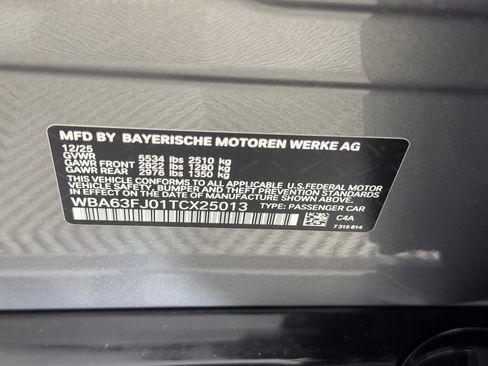 MFD BY BAYERISCHE MOTOREN WERKE AG
12/25
GVWR 5534 lbs 2510 kg
GAWR FRONT 2822 lbs 1280 kg
GAWR REAR 2976 lbs 1350 kg
THIS VEHICLE CONFORMS TO ALL APPLICABLE U.S.FEDERAL MOTOR
VEHICLE SAFETY, BUMPER, AND THEFT PREVENTION STANDARDS
IN EFFECT ON THE DATE OF MANUFACTURE SHOWN ABOVE.
WBA63FJ01TCX25013 TYPE: PASSENGER CAR
C4A
7 315 814